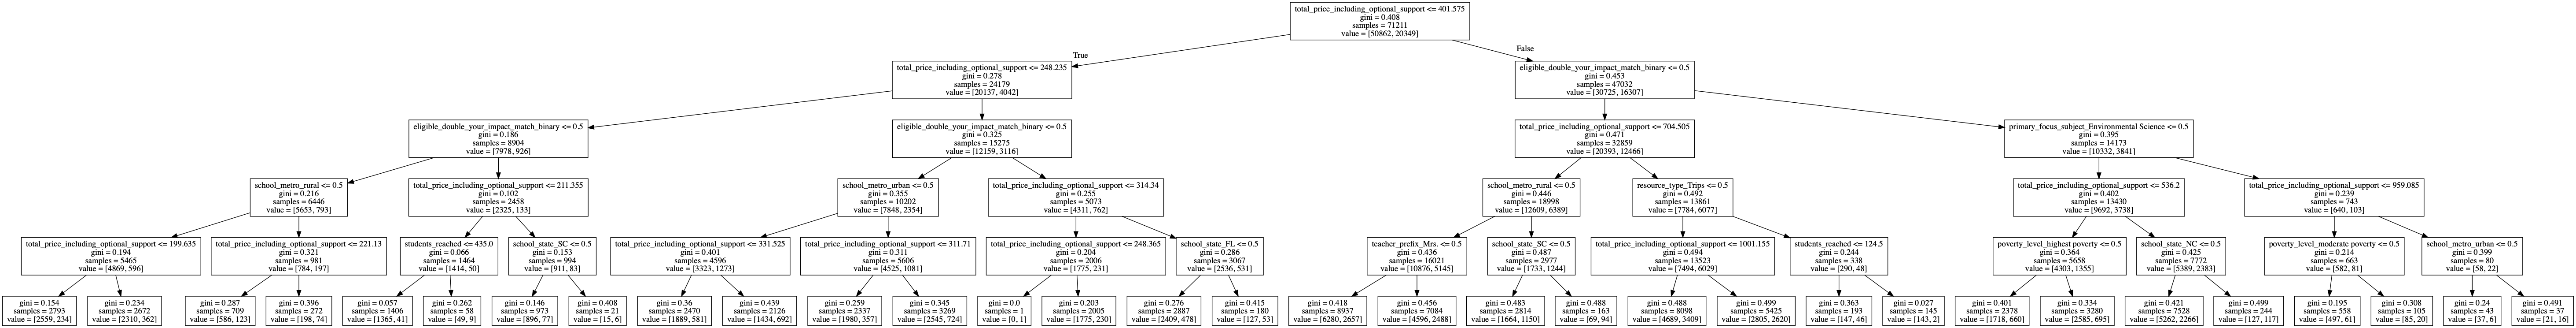 total_price_including_optional_support <= 401.575
gini = 0.408
samples = 71211
value = [50862, 20349]
True
False
total_price_including_optional_support <= 248.235
gini = 0.278
samples = 24179
value = [20137, 4042]
eligible_double_your_impact_match_binary <= 0.5
gini = 0.453
samples = 47032
value = [30725, 16307]
eligible_double_your_impact_match_binary <= 0.5
gini = 0.186
samples = 8904
value = [7978, 926]
eligible_double_your_impact_match_binary <= 0.5
gini = 0.325
samples = 15275
value = [12159, 3116]
total_price_including_optional_support <= 704.505
gini = 0.471
samples = 32859
value = [20393, 12466]
primary_focus_subject_Environmental Science <= 0.5
gini = 0.395
samples = 14173
value = [10332, 3841]
school_metro_rural <= 0.5
gini = 0.216
samples = 6446
value = [5653, 793]
total_price_including_optional_support <= 211.355
gini = 0.102
samples = 2458
value = [2325, 133]
school_metro_urban <= 0.5
gini = 0.355
samples = 10202
value = [7848, 2354]
total_price_including_optional_support <= 314.34
gini = 0.255
samples = 5073
value = [4311, 762]
school_metro_rural <= 0.5
gini = 0.446
samples = 18998
value = [12609, 6389]
resource_type_Trips <= 0.5
gini = 0.492
samples = 13861
value = [7784, 6077]
total_price_including_optional_support <= 536.2
gini = 0.402
samples = 13430
value = [9692, 3738]
total_price_including_optional_support <= 959.085
gini = 0.239
samples = 743
value = [640, 103]
total_price_including_optional_support <= 199.635
gini = 0.194
samples = 5465
value = [4869, 596]
total_price_including_optional_support <= 221.13
gini = 0.321
samples = 981
value = [784, 197]
students_reached <= 435.0
gini = 0.066
samples = 1464
value = [1414, 50]
school_state_SC <= 0.5
gini = 0.153
samples = 994
value = [911, 83]
total_price_including_optional_support <= 331.525
gini = 0.401
samples = 4596
value = [3323, 1273]
total_price_including_optional_support <= 311.71
gini = 0.311
samples = 5606
value = [4525, 1081]
total_price_including_optional_support <= 248.365
gini = 0.204
samples = 2006
value = [1775, 231]
school_state_FL <= 0.5
gini = 0.286
samples = 3067
value = [2536, 531]
teacher_prefix_Mrs. <= 0.5
gini = 0.436
samples = 16021
value = [10876, 5145]
school_state_SC <= 0.5
gini = 0.487
samples = 2977
value = [1733, 1244]
total_price_including_optional_support <= 1001.155
gini = 0.494
samples = 13523
value = [7494, 6029]
students_reached <= 124.5
gini = 0.244
samples = 338
value = [290, 48]
poverty_level_highest poverty <= 0.5
gini = 0.364
samples = 5658
value = [4303, 1355]
school_state_NC <= 0.5
gini = 0.425
samples = 7772
value = [5389, 2383]
poverty_level_moderate poverty <= 0.5
gini = 0.214
samples = 663
value = [582, 81]
school_metro_urban <= 0.5
gini = 0.399
samples = 80
value = [58, 22]
gini = 0.154
samples = 2793
value = [2559, 234]
gini = 0.234
samples = 2672
value = [2310, 362]
gini = 0.287
samples = 709
value = [586, 123]
gini = 0.396
samples = 272
value = [198, 74]
gini = 0.057
samples = 1406
value = [1365, 41]
gini = 0.262
samples = 58
value = [49, 9]
gini = 0.146
samples = 973
value = [896, 77]
gini = 0.408
samples = 21
value = [15, 6]
gini = 0.36
samples = 2470
value = [1889, 581]
gini = 0.439
samples = 2126
value = [1434, 692]
gini = 0.259
samples = 2337
value = [1980, 357]
gini = 0.345
samples = 3269
value = [2545, 724]
gini = 0.0
samples = 1
value = [0, 1]
gini = 0.203
samples = 2005
value = [1775, 230]
gini = 0.276
samples = 2887
value = [2409, 478]
gini = 0.415
samples = 180
value = [127, 53]
gini = 0.418
samples = 8937
value = [6280, 2657]
gini = 0.456
samples = 7084
value = [4596, 2488]
gini = 0.483
samples = 2814
value = [1664, 1150]
gini = 0.488
samples = 163
value = [69, 94]
gini = 0.488
samples = 8098
value = [4689, 3409]
gini = 0.499
samples = 5425
value = [2805, 2620]
gini = 0.363
samples = 193
value = [147, 46]
gini = 0.027
samples = 145
value = [143, 2]
gini = 0.401
samples = 2378
value = [1718, 660]
gini = 0.334
samples = 3280
value = [2585, 695]
gini = 0.421
samples = 7528
value = [5262, 2266]
gini = 0.499
samples = 244
value = [127, 117]
gini = 0.195
samples = 558
value = [497, 61]
gini = 0.308
samples = 105
value = [85, 20]
gini = 0.24
samples = 43
value = [37, 6]
gini = 0.491
samples = 37
value = [21, 16]